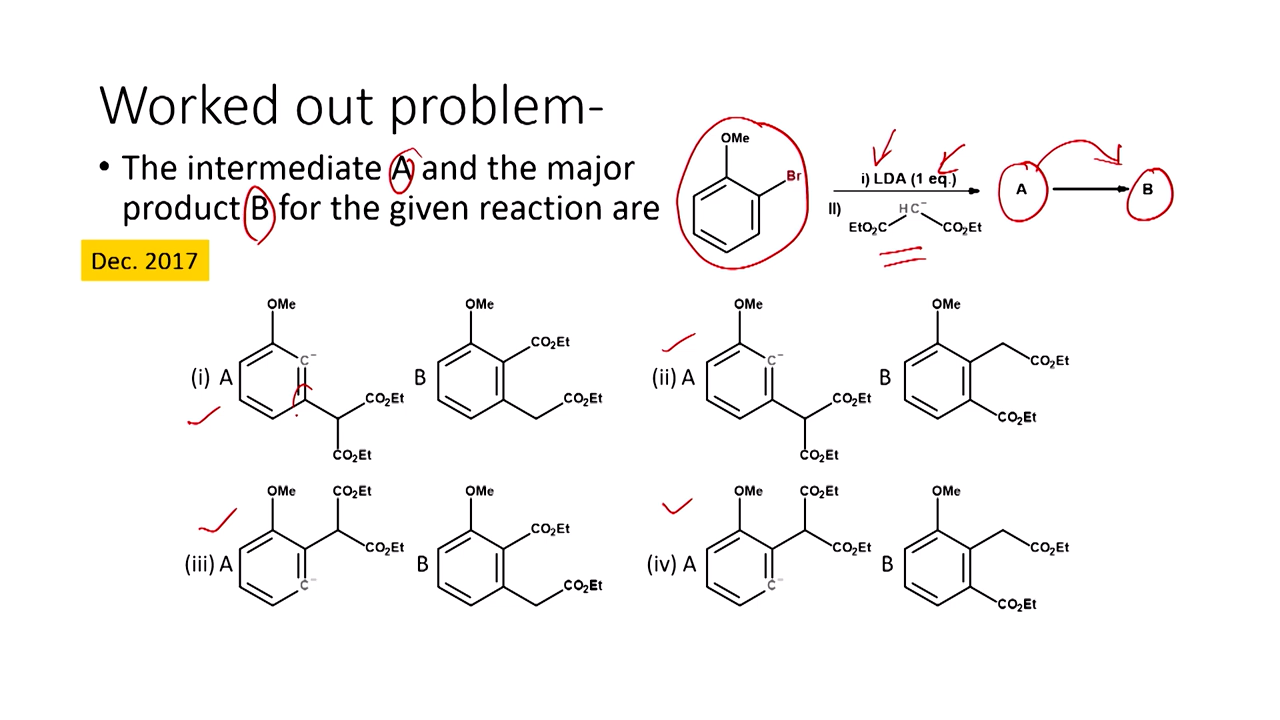 Worked out problem-
• The intermediate A and the major
product B for the given reaction are
Dec. 2017
OMe
Br
i) LDA (1 eq.)
II)
HC⁻
EtO₂C CO₂Et
A B
OMe
C⁻
(i) A
CO₂Et
CO₂Et
OMe
CO₂Et
B
CO₂Et
OMe
C⁻
(ii) A
CO₂Et
CO₂Et
OMe
CO₂Et
B
CO₂Et
OMe CO₂Et
CO₂Et
(iii) A
C⁻
OMe
CO₂Et
B
CO₂Et
OMe CO₂Et
CO₂Et
(iv) A
C⁻
OMe
CO₂Et
B
CO₂Et